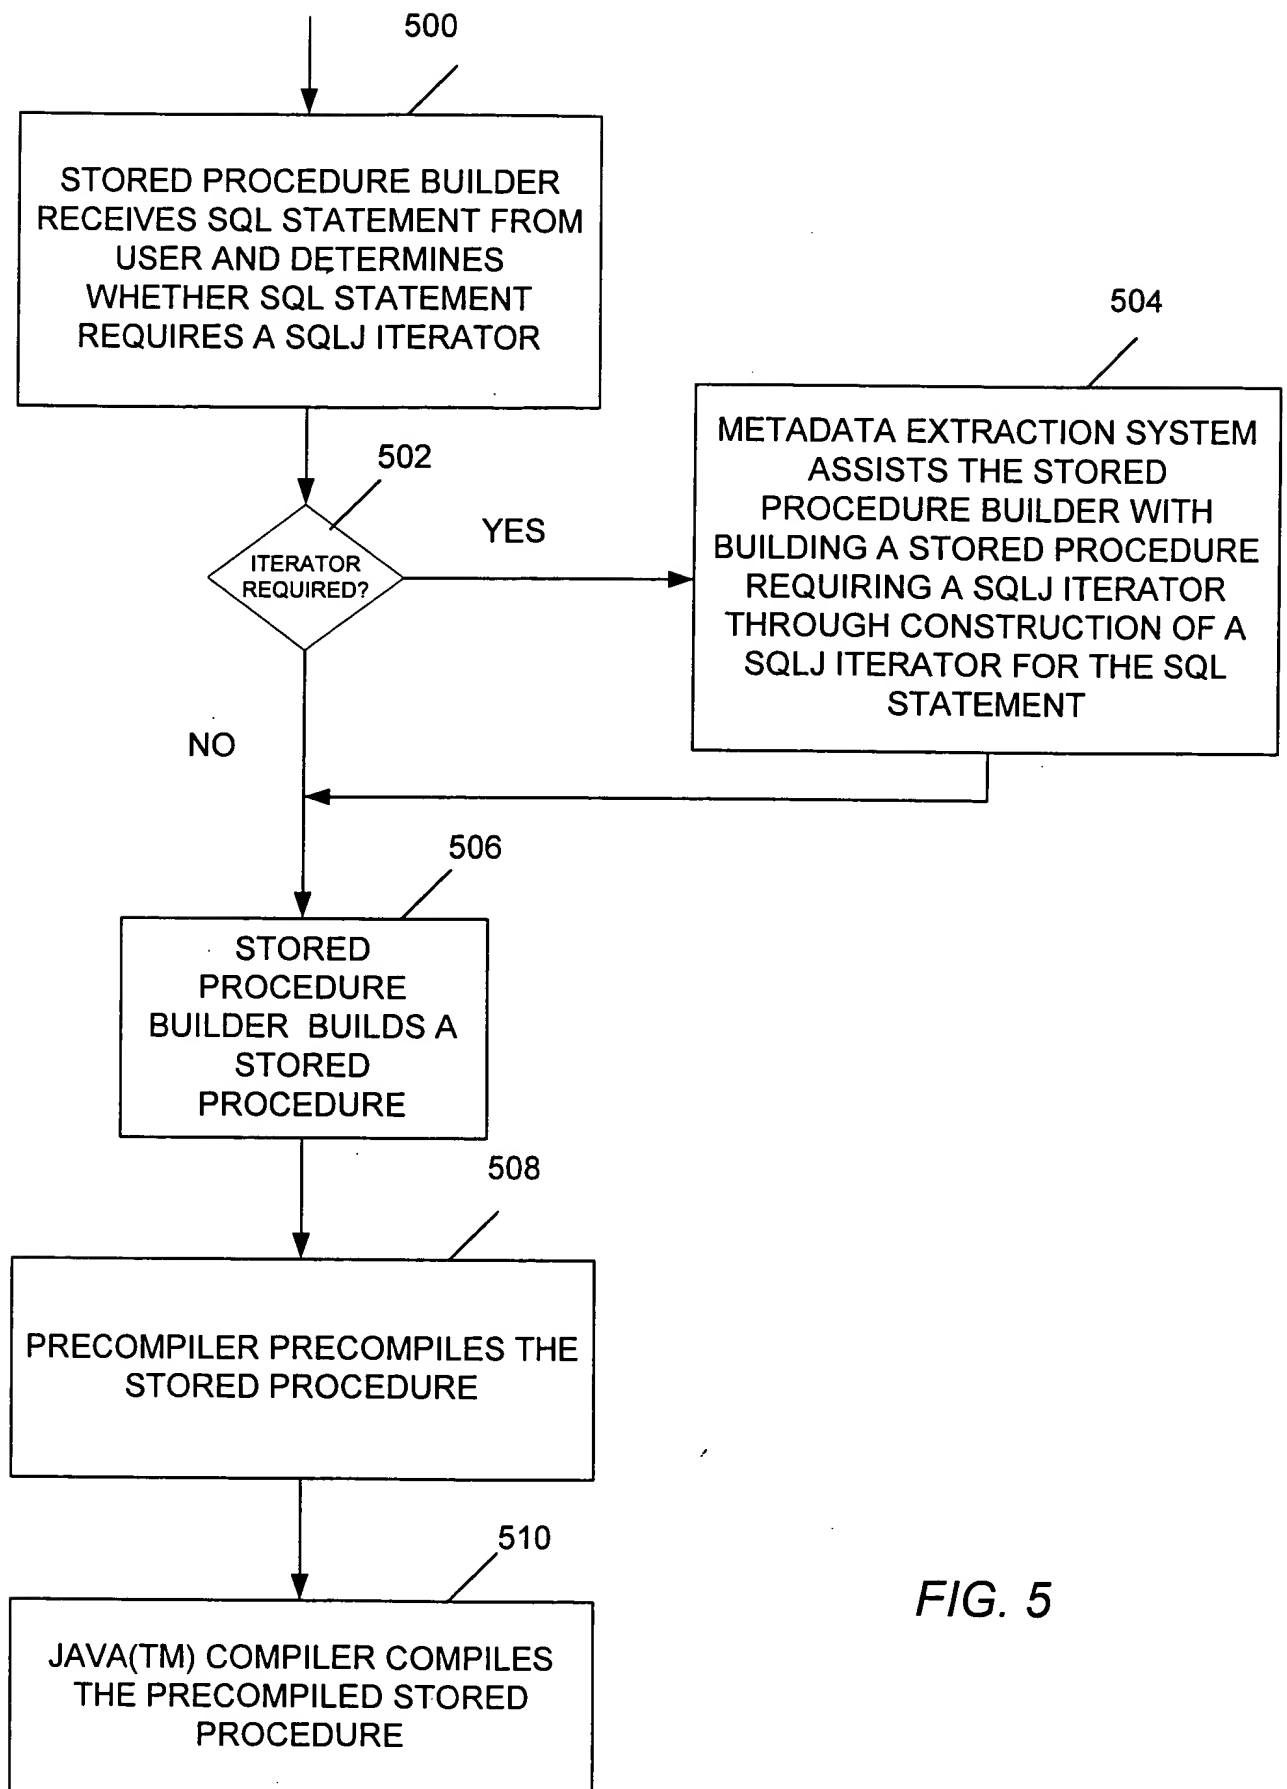 500
STORED PROCEDURE BUILDER
RECEIVES SQL STATEMENT FROM
USER AND DETERMINES
WHETHER SQL STATEMENT
REQUIRES A SQLJ ITERATOR
504
METADATA EXTRACTION SYSTEM
ASSISTS THE STORED
PROCEDURE BUILDER WITH
BUILDING A STORED PROCEDURE
REQUIRING A SQLJ ITERATOR
THROUGH CONSTRUCTION OF A
SQLJ ITERATOR FOR THE SQL
STATEMENT
502
YES
ITERATOR
REQUIRED?
NO
506
STORED
PROCEDURE
BUILDER BUILDS A
STORED
PROCEDURE
508
PRECOMPILER PRECOMPILES THE
STORED PROCEDURE
510
JAVA(TM) COMPILER COMPILES
THE PRECOMPILED STORED
PROCEDURE
FIG. 5